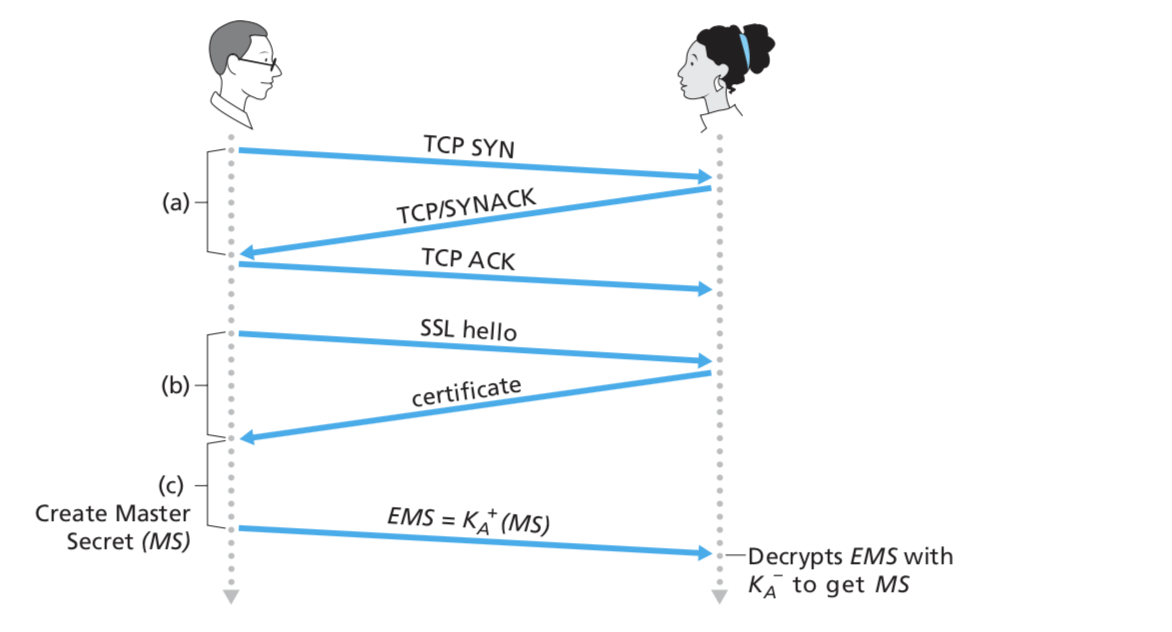 TCP SYN
(a)
TCP/SYNACK
TCP ACK
SSL hello
(b)
certificate
(c)
Create Master
Secret (MS)
EMS = K_A^+ (MS)
Decrypts EMS with
K_A^- to get MS